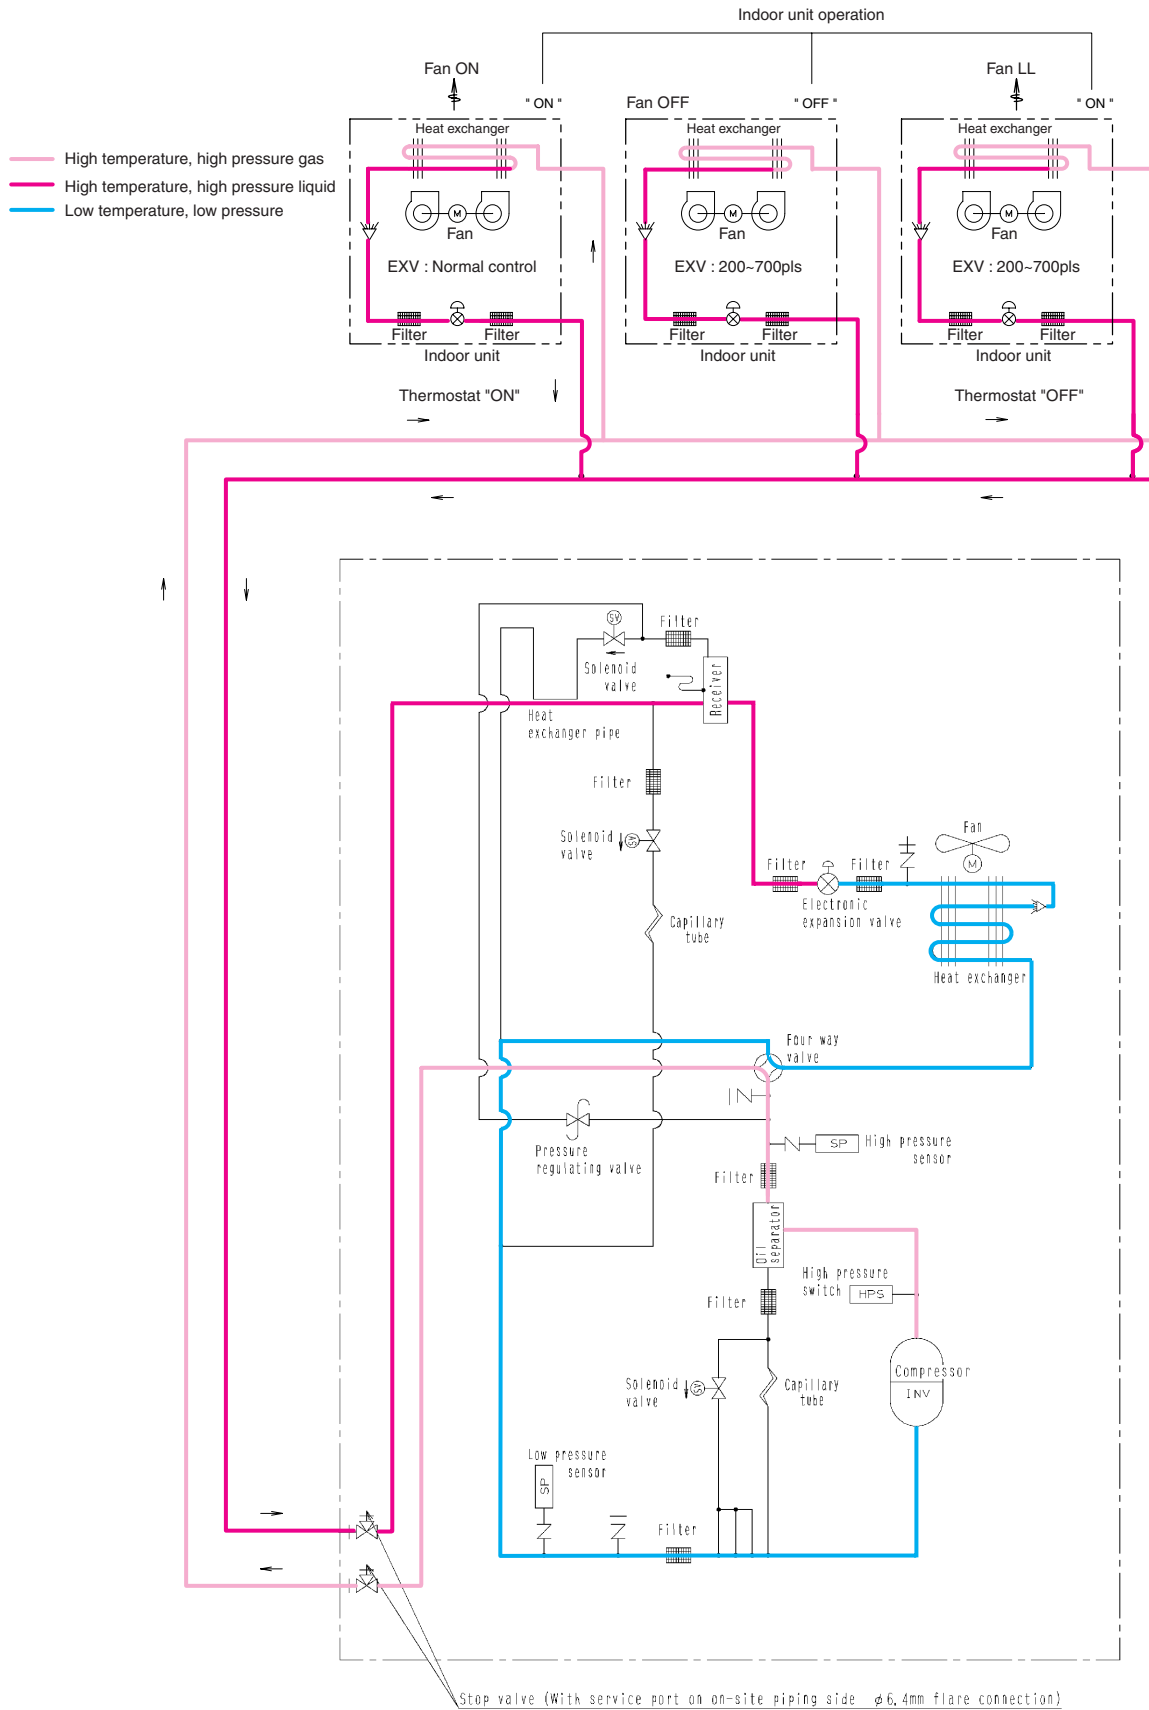 Indoor unit operation
Fan ON
" ON "
Fan OFF
" OFF "
Fan LL
" ON "
Heat exchanger
Heat exchanger
Heat exchanger
High temperature, high pressure gas
High temperature, high pressure liquid
Low temperature, low pressure
M
M
M
Fan
Fan
Fan
EXV : Normal control
EXV : 200~700pls
EXV : 200~700pls
Filter
Filter
Filter
Filter
Filter
Filter
Indoor unit
Indoor unit
Indoor unit
Thermostat "ON"
Thermostat "OFF"
SV
Filter
Solenoid
valve
Receiver
Heat
exchanger pipe
Filter
Solenoid
valve
SV
Fan
M
Filter
Filter
Electronic
expansion valve
Capillary
tube
Heat exchanger
Four way
valve
Pressure
regulating valve
SP
High pressure
sensor
Filter
Oil
separator
High pressure
switch
HPS
Filter
Compressor
INV
Solenoid
valve
SV
Capillary
tube
Low pressure
sensor
SP
Filter
Stop valve (With service port on on-site piping side φ6.4mm flare connection)